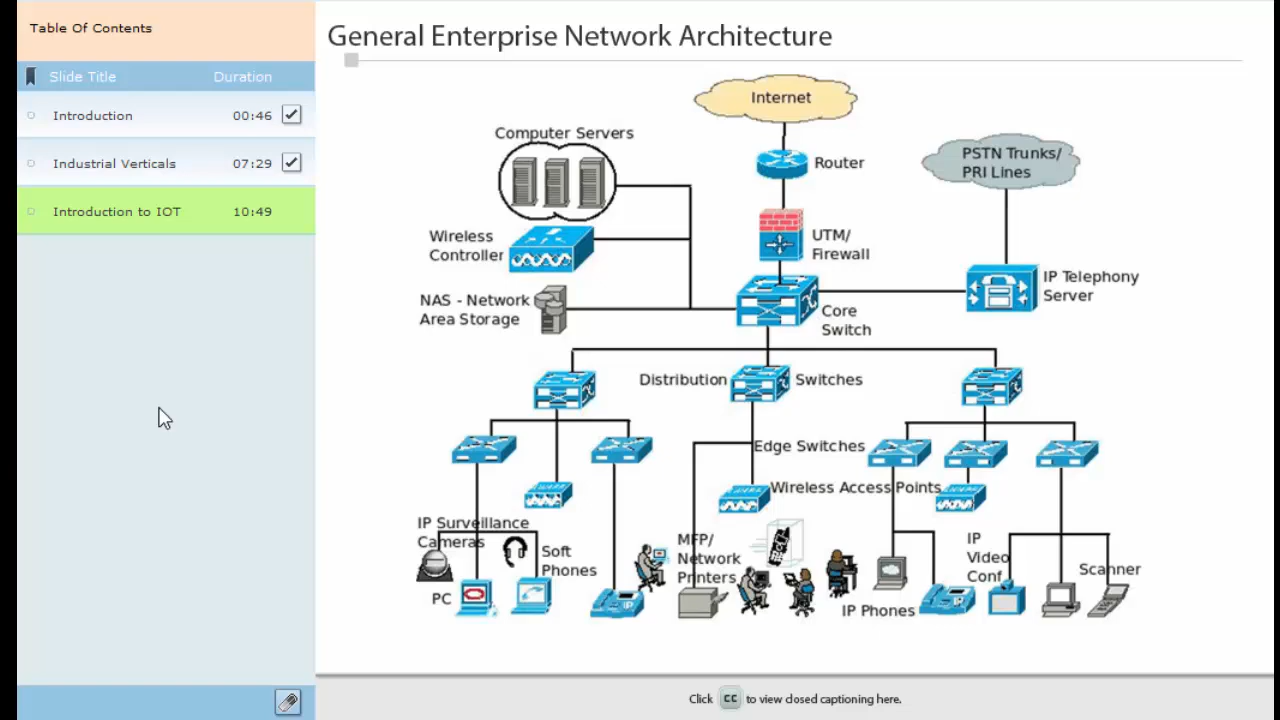 Table Of Contents
Slide Title Duration
Introduction 00:46
Industrial Verticals 07:29
Introduction to IOT 10:49
General Enterprise Network Architecture
Internet
Computer Servers
Router
PSTN Trunks/
PRI Lines
Wireless
Controller
UTM/
Firewall
IP Telephony
Server
NAS - Network
Area Storage
Core
Switch
Distribution Switches
Edge Switches
Wireless Access Points
IP Surveillance
Cameras
Soft
Phones
MFP/
Network
Printers
IP
Video
Conf
Scanner
PC
IP
IP Phones
IP
Click CC to view closed captioning here.